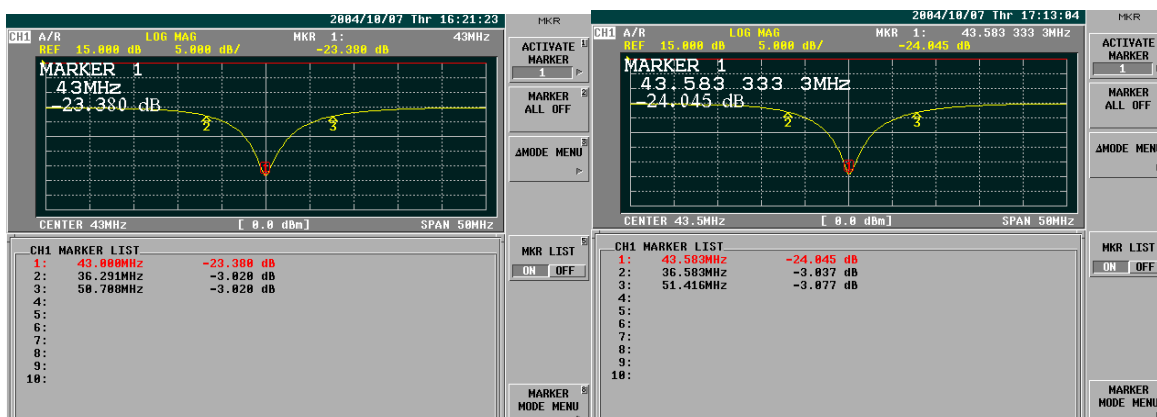 2004/10/07 Thr 16:21:23
CH1 A/R LOG MAG MKR 1: 43MHz
REF 15.000 dB 5.000 dB/ -23.380 dB
MARKER 1
43MHz
-23.380 dB
2 3
1
CENTER 43MHz [ 0.0 dBm] SPAN 50MHz
CH1 MARKER LIST
1: 43.000MHz -23.380 dB
2: 36.291MHz -3.020 dB
3: 50.708MHz -3.020 dB
4:
5:
6:
7:
8:
9:
10:
MKR
ACTIVATE 1
MARKER
1
MARKER 2
ALL OFF
ΔMODE MENU 3
MKR LIST 5
ON OFF
MARKER 8
MODE MENU
2004/10/07 Thr 17:13:04
CH1 A/R LOG MAG MKR 1: 43.583 333 3MHz
REF 15.000 dB 5.000 dB/ -24.045 dB
MARKER 1
43.583 333 3MHz
-24.045 dB
2 3
1
CENTER 43.5MHz [ 0.0 dBm] SPAN 50MHz
CH1 MARKER LIST
1: 43.583MHz -24.045 dB
2: 36.583MHz -3.037 dB
3: 51.416MHz -3.077 dB
4:
5:
6:
7:
8:
9:
10:
MKR
ACTIVATE
MARKER
1
MARKER
ALL OFF
ΔMODE MENU
MKR LIST
ON OFF
MARKER
MODE MENU